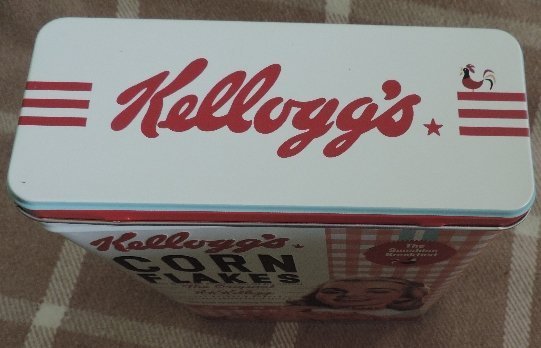 Kellogg's
Kellogg's
CORN
FLAKES
The
Sunshine
Breakfast